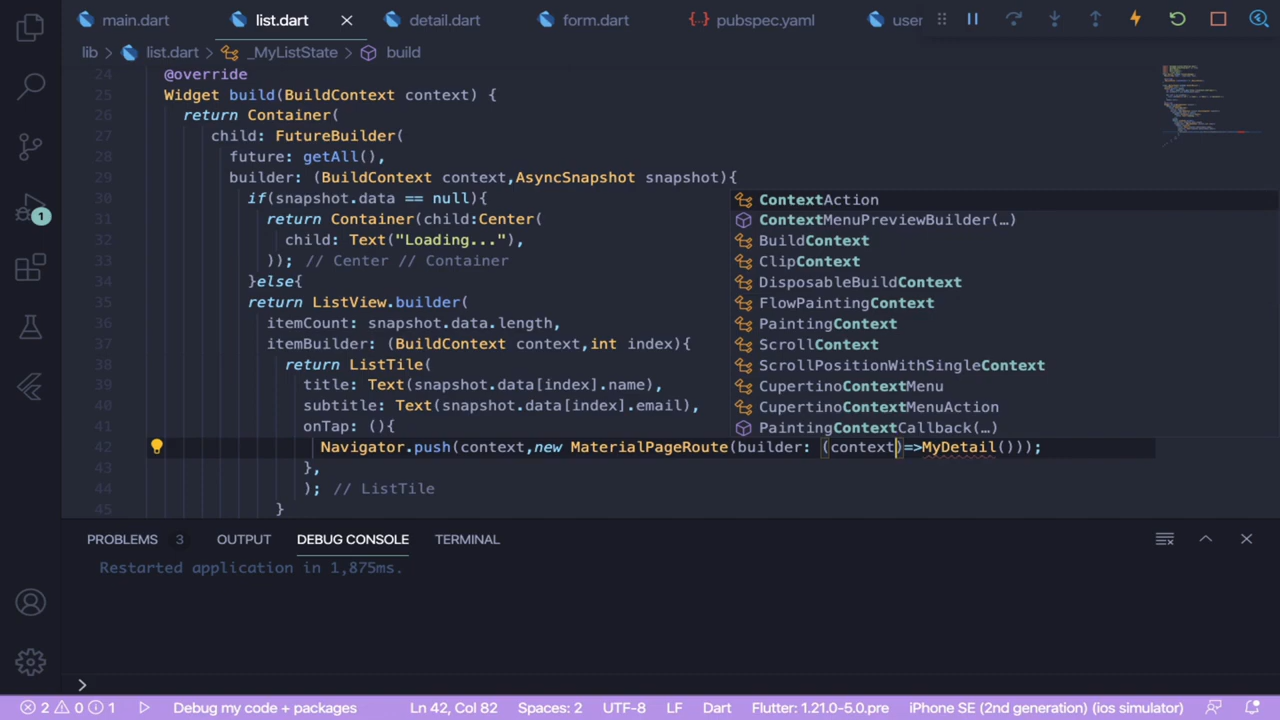 main.dart list.dart detail.dart form.dart {..} pubspec.yaml user
lib > list.dart > _MyListState > build
24 @override
25 Widget build(BuildContext context) {
26 return Container(
27 child: FutureBuilder(
28 future: getAll(),
29 builder: (BuildContext context,AsyncSnapshot snapshot){
30 if(snapshot.data == null){
31 return Container(child:Center(
32 child: Text("Loading..."),
33 )); // Center // Container
34 }else{
35 return ListView.builder(
36 itemCount: snapshot.data.length,
37 itemBuilder: (BuildContext context,int index){
38 return ListTile(
39 title: Text(snapshot.data[index].name),
40 subtitle: Text(snapshot.data[index].email),
41 onTap: (){
42 Navigator.push(context,new MaterialPageRoute(builder: (context)=>MyDetail()));
43 },
44 ); // ListTile
45 }
ContextAction
ContextMenuPreviewBuilder(…)
BuildContext
ClipContext
DisposableBuildContext
FlowPaintingContext
PaintingContext
ScrollContext
ScrollPositionWithSingleContext
CupertinoContextMenu
CupertinoContextMenuAction
PaintingContextCallback(…)
1
PROBLEMS 3 OUTPUT DEBUG CONSOLE TERMINAL
Restarted application in 1,875ms.
>
2 0 1 Debug my code + packages Ln 42, Col 82 Spaces: 2 UTF-8 LF Dart Flutter: 1.21.0-5.0.pre iPhone SE (2nd generation) (ios simulator)